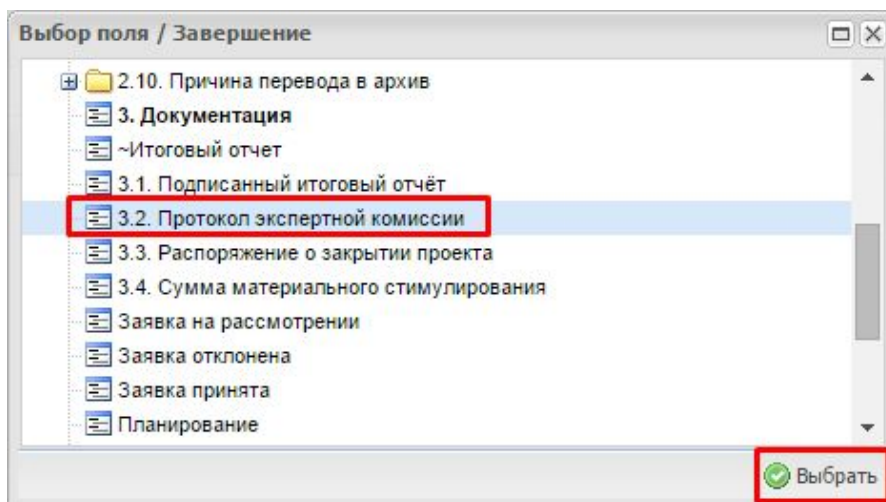 Выбор поля / Завершение
2.10. Причина перевода в архив
3. Документация
~Итоговый отчет
3.1. Подписанный итоговый отчёт
3.2. Протокол экспертной комиссии
3.3. Распоряжение о закрытии проекта
3.4. Сумма материального стимулирования
Заявка на рассмотрении
Заявка отклонена
Заявка принята
Планирование
Выбрать